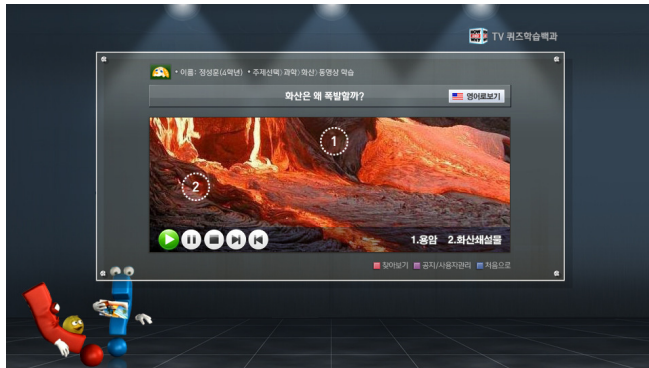 TV 퀴즈학습백과
• 이름: 정성윤(4학년) • 주제선택〉과학〉화산〉동영상 학습
화산은 왜 폭발할까?
영어로보기
1
2
1.용암 2.화산쇄설물
찾아보기 공지/사용자관리 처음으로